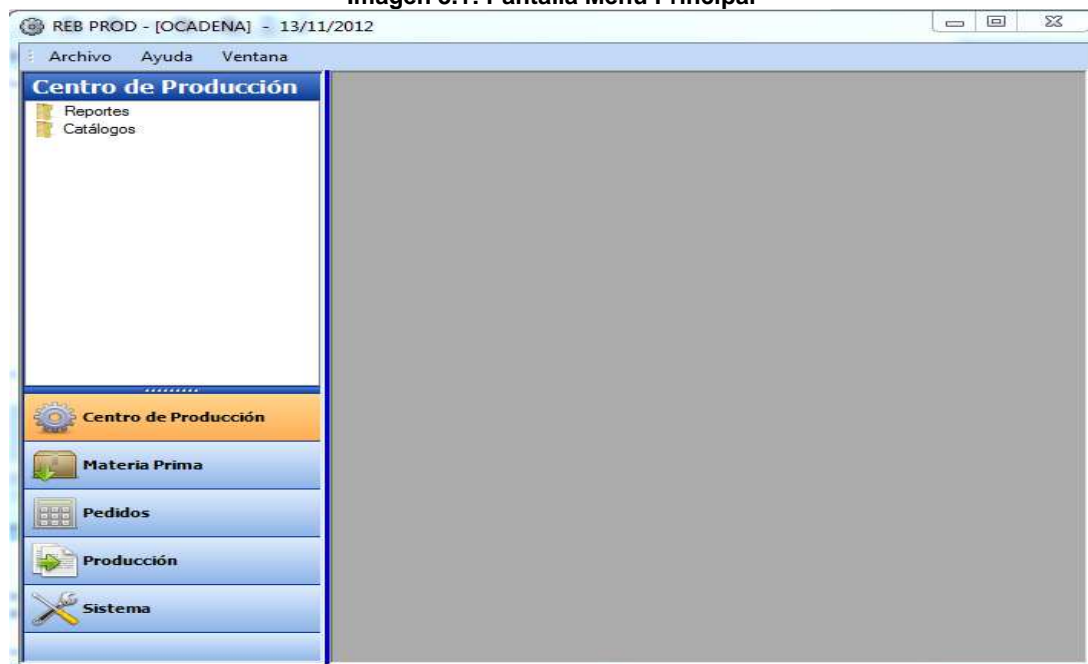 Imagen 3.1: Pantalla Menú Principal
REB PROD - [OCADENA] - 13/11/2012
Archivo Ayuda Ventana
Centro de Producción
Reportes
Catálogos
Centro de Producción
Materia Prima
Pedidos
Producción
Sistema